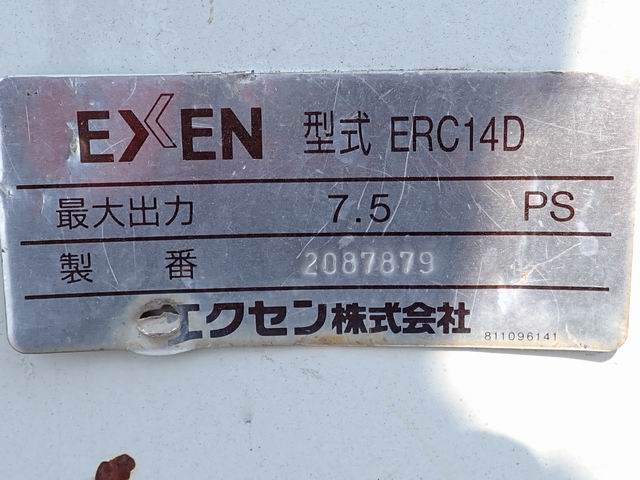 EXEN 型式 ERC14D
最大出力 7.5 PS
製番 2087879
エクセン株式会社
811096141